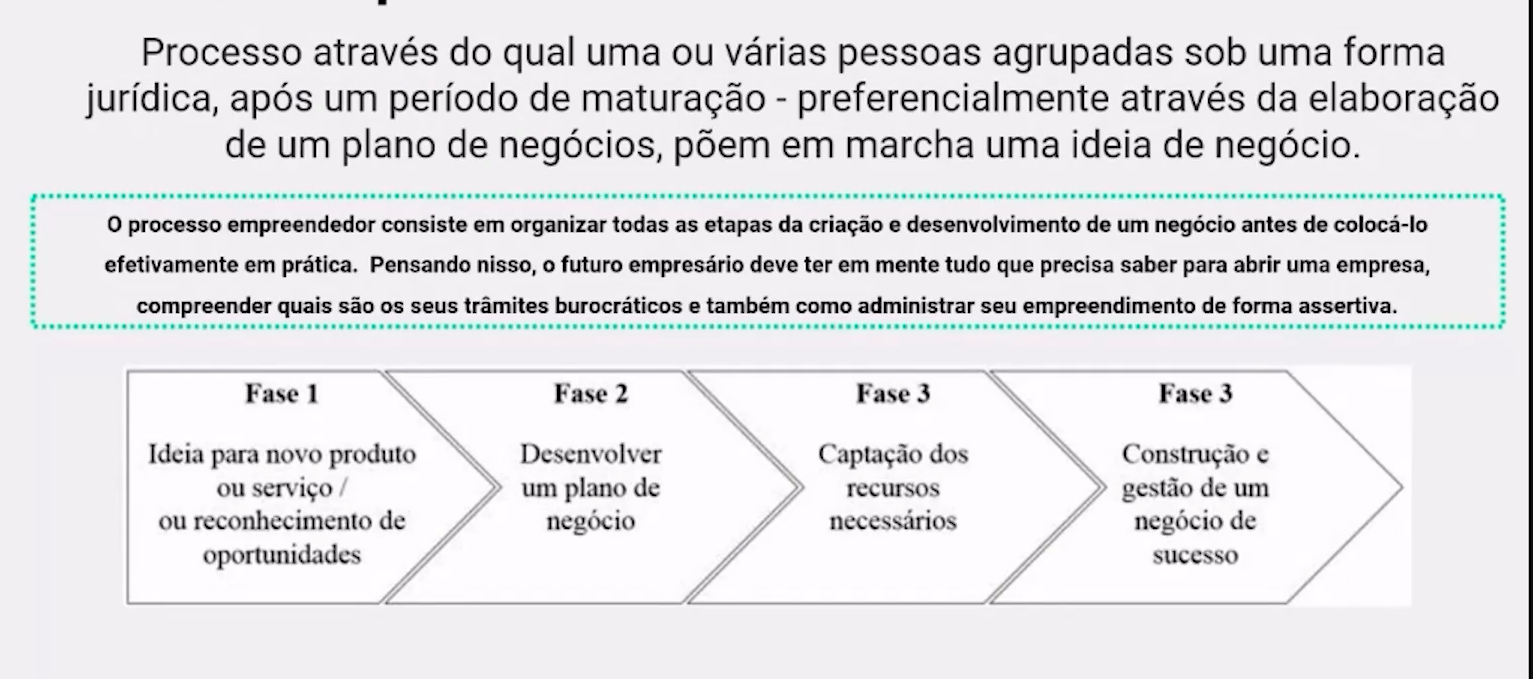 Processo através do qual uma ou várias pessoas agrupadas sob uma forma
jurídica, após um período de maturação - preferencialmente através da elaboração
de um plano de negócios, põem em marcha uma ideia de negócio.
O processo empreendedor consiste em organizar todas as etapas da criação e desenvolvimento de um negócio antes de colocá-lo
efetivamente em prática. Pensando nisso, o futuro empresário deve ter em mente tudo que precisa saber para abrir uma empresa,
compreender quais são os seus trâmites burocráticos e também como administrar seu empreendimento de forma assertiva.
Fase 1
Ideia para novo produto
ou serviço /
ou reconhecimento de
oportunidades
Fase 2
Desenvolver
um plano de
negócio
Fase 3
Captação dos
recursos
necessários
Fase 3
Construção e
gestão de um
negócio de
sucesso